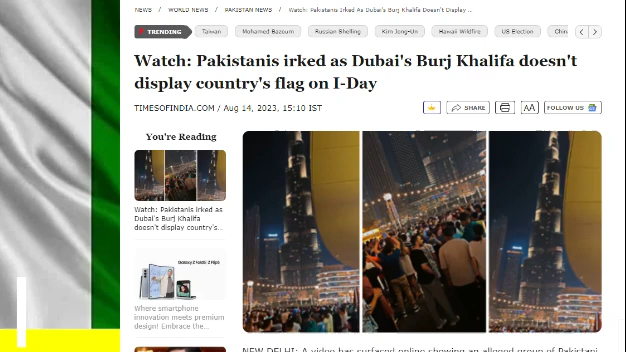 NEWS / WORLD NEWS / PAKISTAN NEWS / Watch: Pakistanis Irked As Dubai's Burj Khalifa Doesn't Display ...
TRENDING Taiwan Mohamed Bazoum Russian Shelling Kim Jong-Un Hawaii Wildfire US Election Chin
Watch: Pakistanis irked as Dubai's Burj Khalifa doesn't
display country's flag on I-Day
TIMESOFINDIA.COM / Aug 14, 2023, 15:10 IST
SHARE AA FOLLOW US
You're Reading
Watch: Pakistanis irked as
Dubai's Burj Khalifa
doesn't display country's...
Galaxy Z Fold5 | Z Flip5
Where smartphone
innovation meets premium
design! Embrace the...
NEW DELHI: A video has surfaced online showing an alleged group of Pakistani